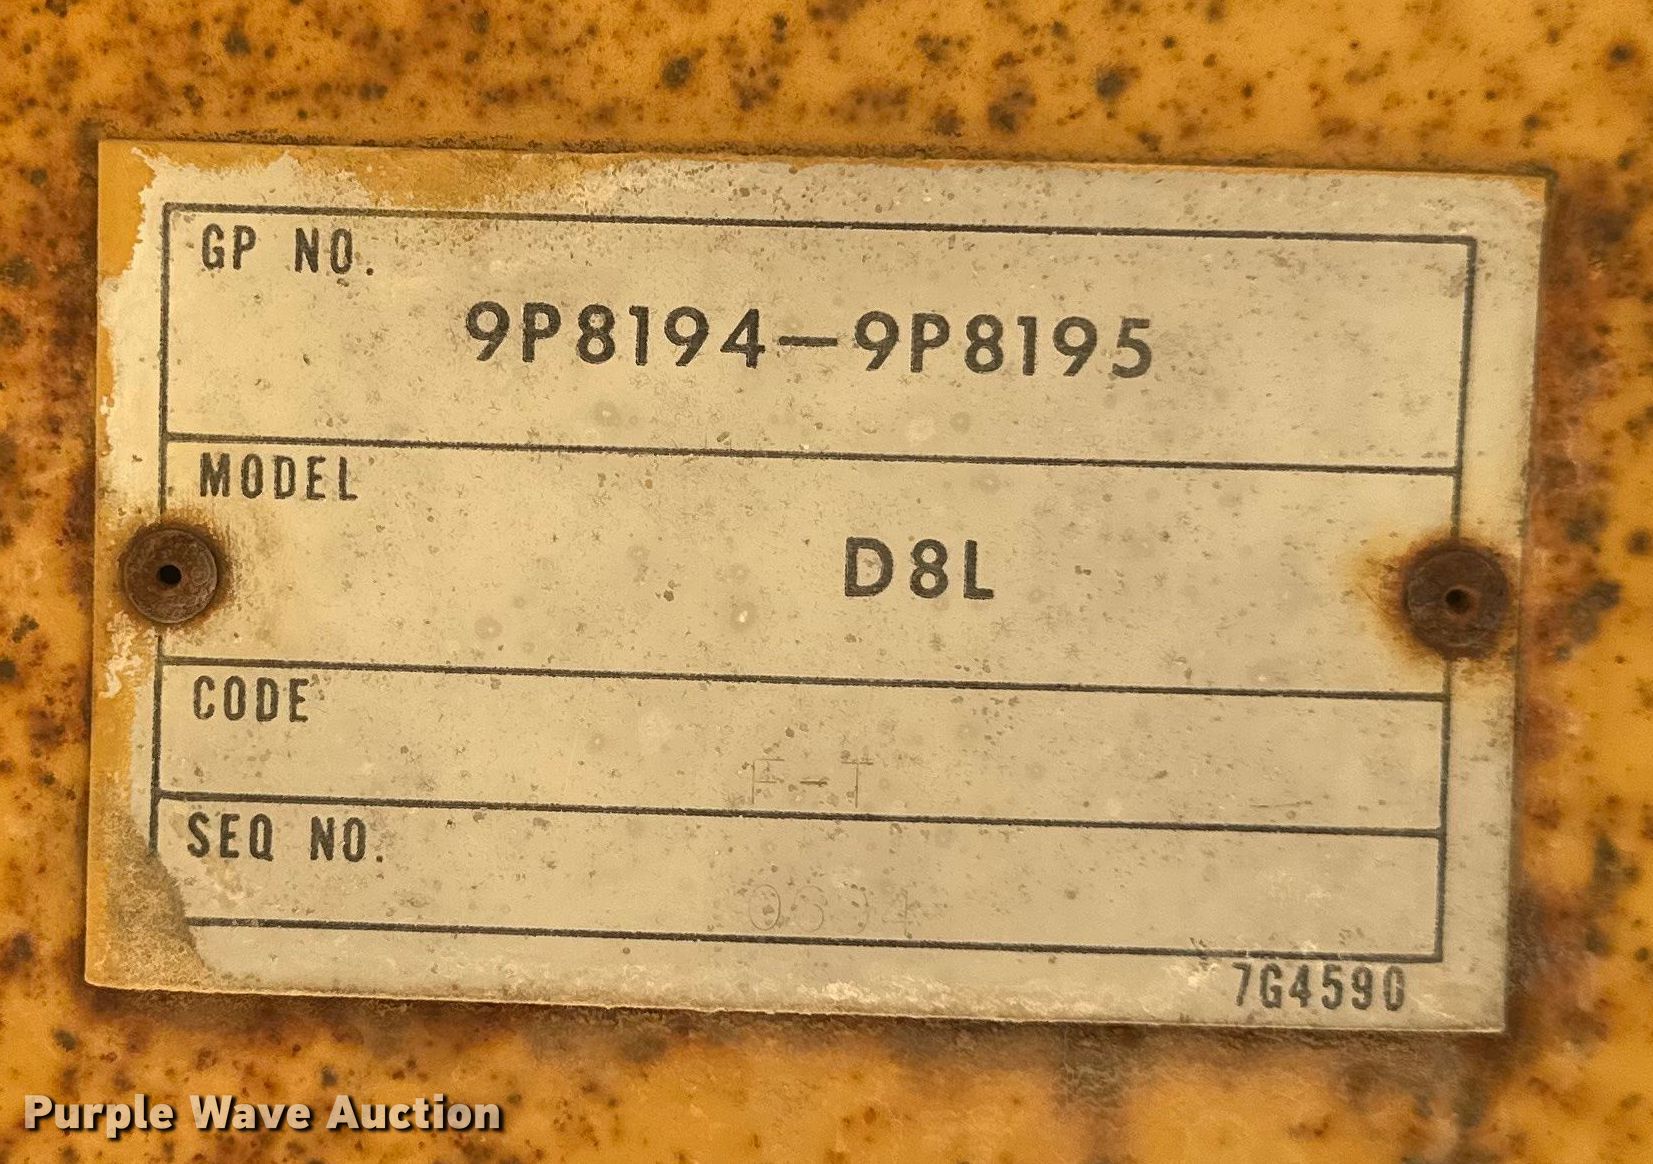 GP NO.
9P8194-9P8195
MODEL
D8L
CODE
F-T
SEQ NO.
7G4590
Purple Wave Auction